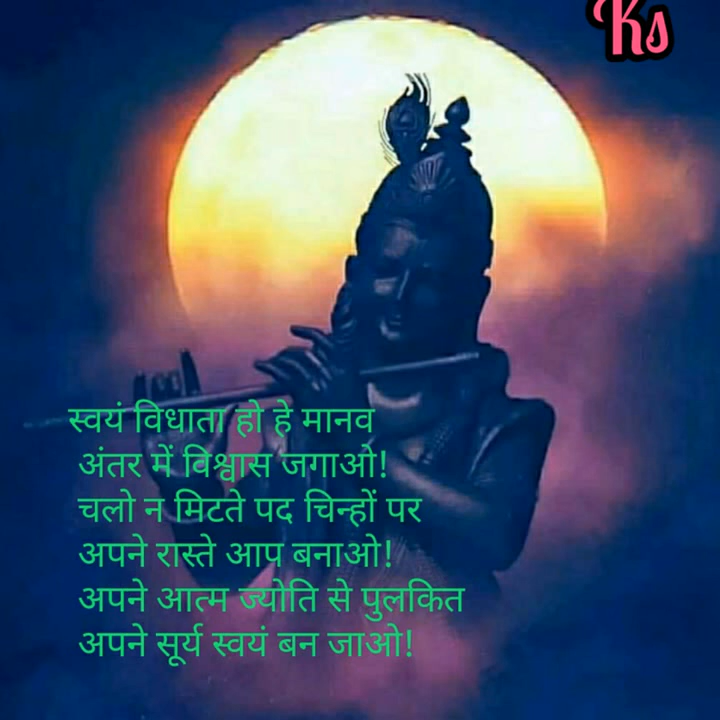 Ks
स्वयं विधाता हो हे मानव
अंतर में विश्वास जगाओ!
चलो न मिटते पद चिन्हों पर
अपने रास्ते आप बनाओ!
अपने आत्म ज्योति से पुलकित
अपने सूर्य स्वयं बन जाओ!